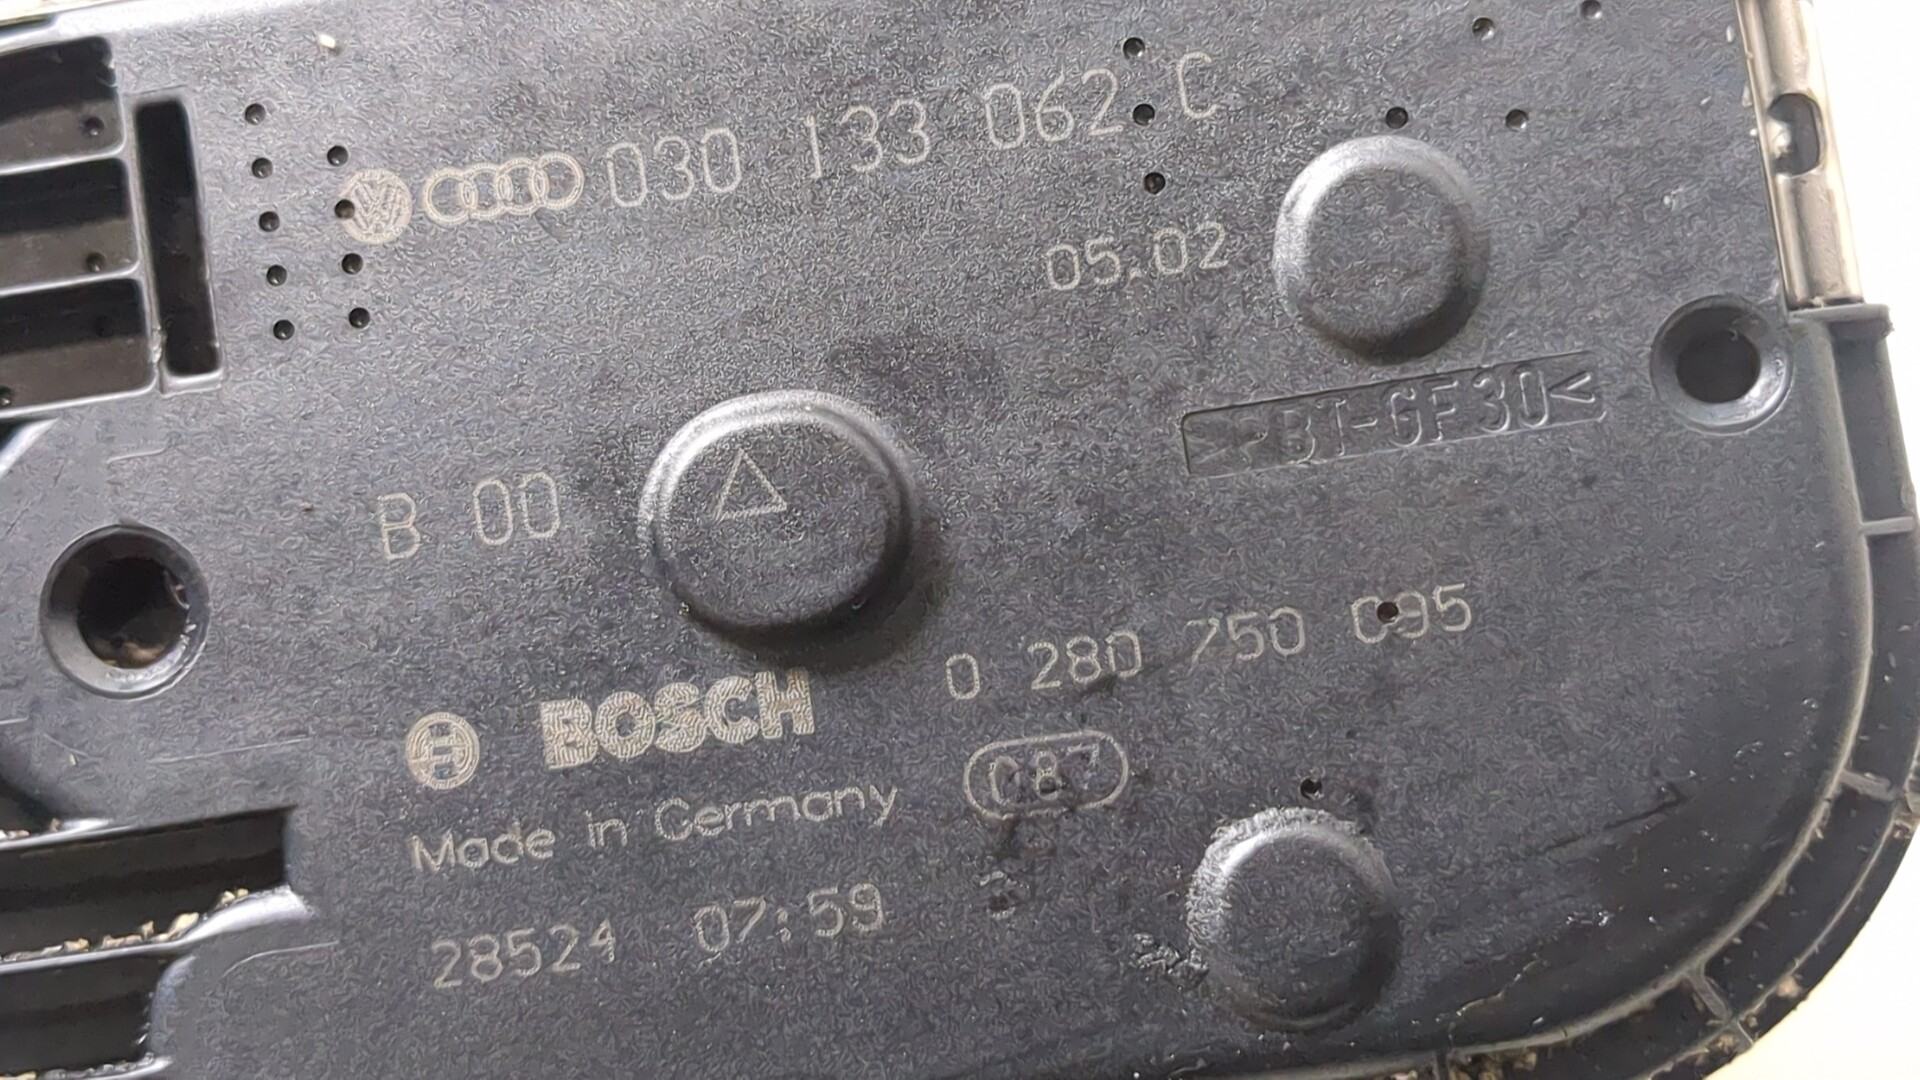 030 133 062 C
05.02
>PBT-GF30<
B 00
0 280 750 095
BOSCH
087
Made in Germany
28524 07:59 3